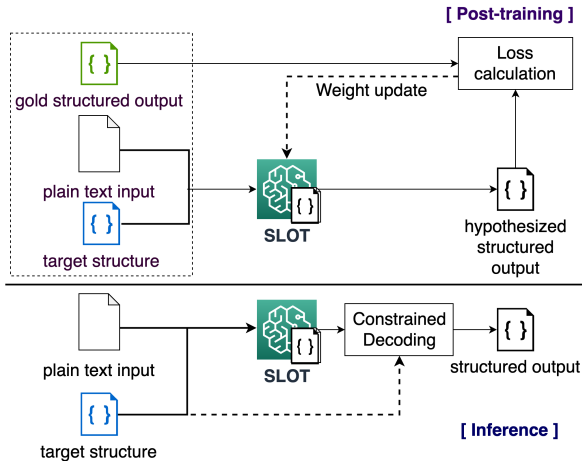 [ Post-training ]
{ }
gold structured output
Loss
calculation
Weight update
plain text input
{ }
target structure
{ }
SLOT
{ }
hypothesized
structured
output
plain text input
{ }
SLOT
Constrained
Decoding
{ }
structured output
{ }
target structure
[ Inference ]